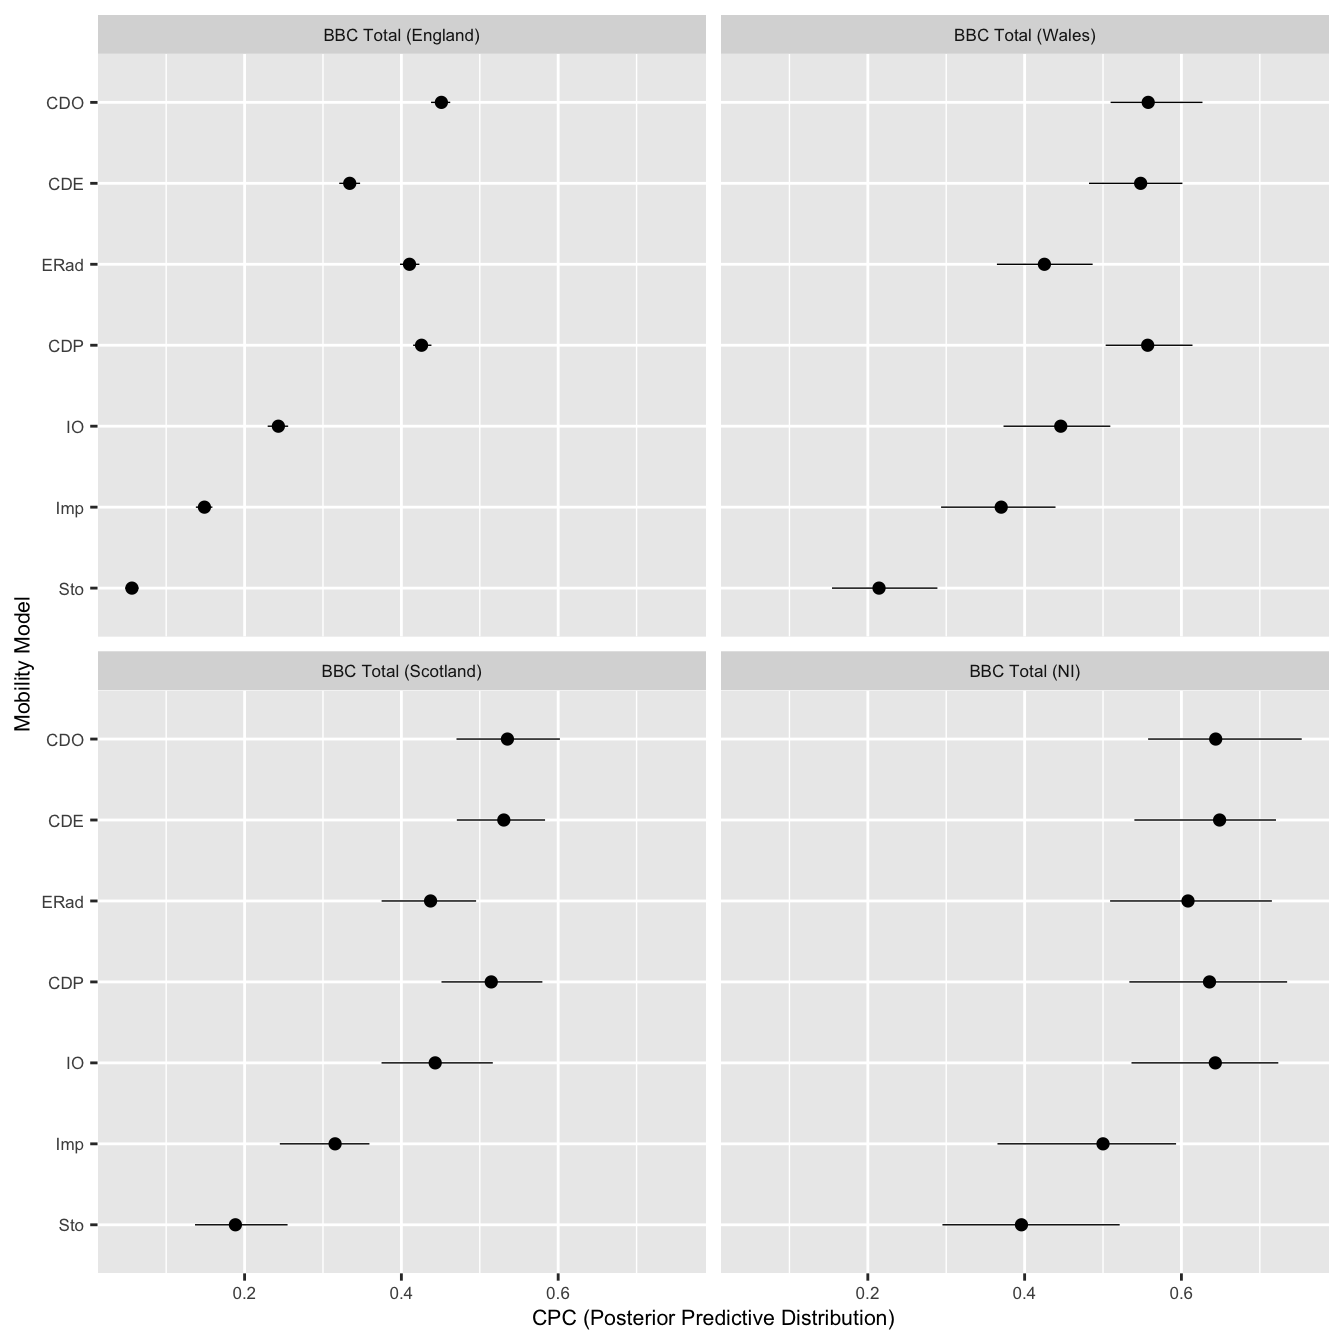 BBC Total (England)
BBC Total (Wales)
CDO
CDE
ERad
CDP
IO
Imp
Sto
Mobility Model
BBC Total (Scotland)
BBC Total (NI)
CDO
CDE
ERad
CDP
IO
Imp
Sto
0.2 0.4 0.6 0.2 0.4 0.6
CPC (Posterior Predictive Distribution)